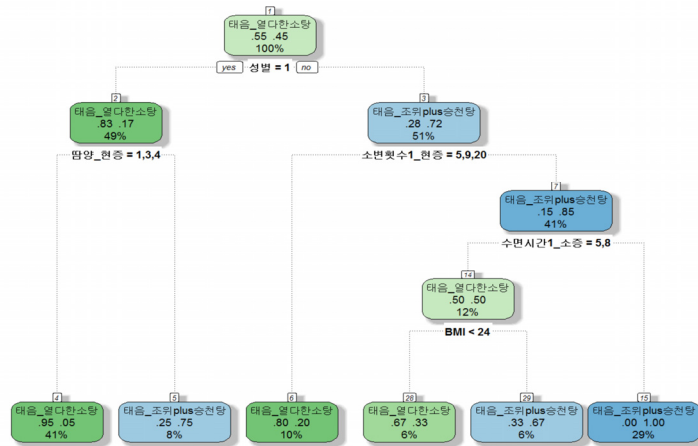 1
태음_열다한소탕
.55 .45
100%
yes 성별 = 1 no
2
태음_열다한소탕
.83 .17
49%
3
태음_조위plus승천탕
.28 .72
51%
땀양_현증 = 1,3,4
소변횟수1_현증 = 5,9,20
7
태음_조위plus승천탕
.15 .85
41%
수면시간1_소증 = 5,8
14
태음_열다한소탕
.50 .50
12%
BMI < 24
4
태음_열다한소탕
.95 .05
41%
5
태음_조위plus승천탕
.25 .75
8%
6
태음_열다한소탕
.80 .20
10%
28
태음_열다한소탕
.67 .33
6%
29
태음_조위plus승천탕
.33 .67
6%
15
태음_조위plus승천탕
.00 1.00
29%